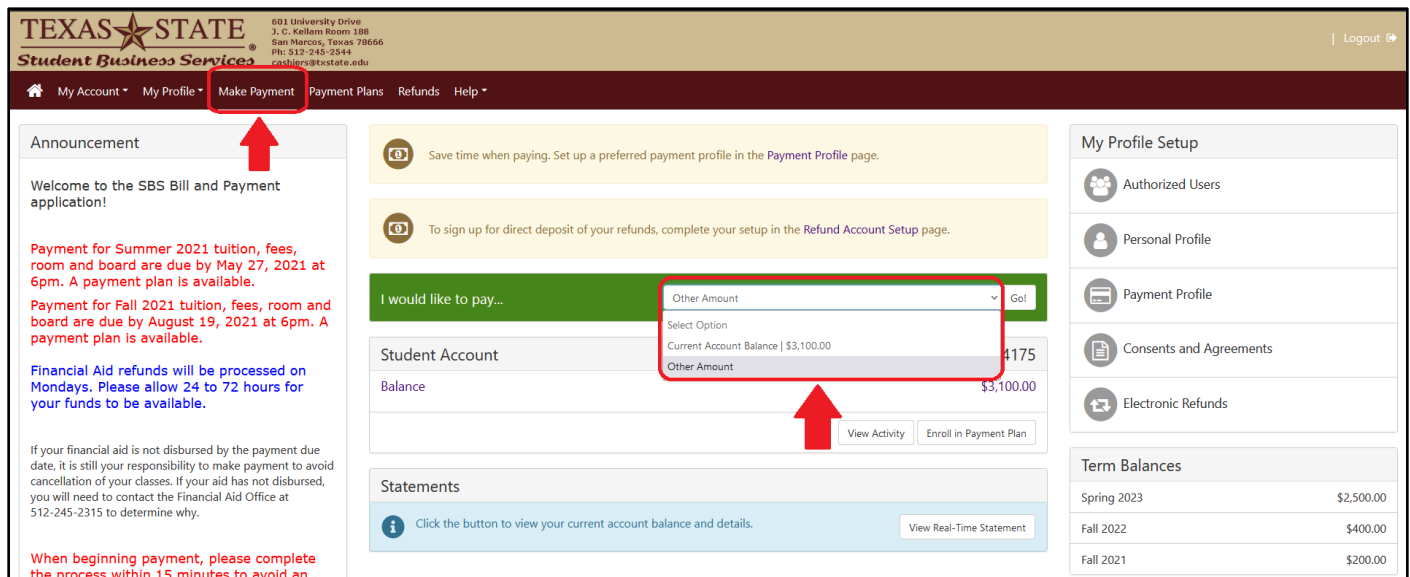 TEXAS STATE
®
Student Business Services
601 University Drive
J. C. Kellam Room 188
San Marcos, Texas 78666
Ph: 512-245-2544
cashiers@txstate.edu
| Logout
My Account
My Profile
Make Payment
Payment Plans
Refunds
Help
Announcement
Welcome to the SBS Bill and Payment
application!
Payment for Summer 2021 tuition, fees,
room and board are due by May 27, 2021 at
6pm. A payment plan is available.
Payment for Fall 2021 tuition, fees, room and
board are due by August 19, 2021 at 6pm. A
payment plan is available.
Financial Aid refunds will be processed on
Mondays. Please allow 24 to 72 hours for
your funds to be available.
If your financial aid is not disbursed by the payment due
date, it is still your responsibility to make payment to avoid
cancellation of your classes. If your aid has not disbursed,
you will need to contact the Financial Aid Office at
512-245-2315 to determine why.
When beginning payment, please complete
the process within 15 minutes to avoid an
Save time when paying. Set up a preferred payment profile in the Payment Profile page.
To sign up for direct deposit of your refunds, complete your setup in the Refund Account Setup page.
I would like to pay...
Other Amount
Go!
Select Option
Current Account Balance | $3,100.00
Other Amount
Student Account
4175
Balance
$3,100.00
View Activity
Enroll in Payment Plan
Statements
Click the button to view your current account balance and details.
View Real-Time Statement
My Profile Setup
Authorized Users
Personal Profile
Payment Profile
Consents and Agreements
Electronic Refunds
Term Balances
Spring 2023 $2,500.00
Fall 2022 $400.00
Fall 2021 $200.00